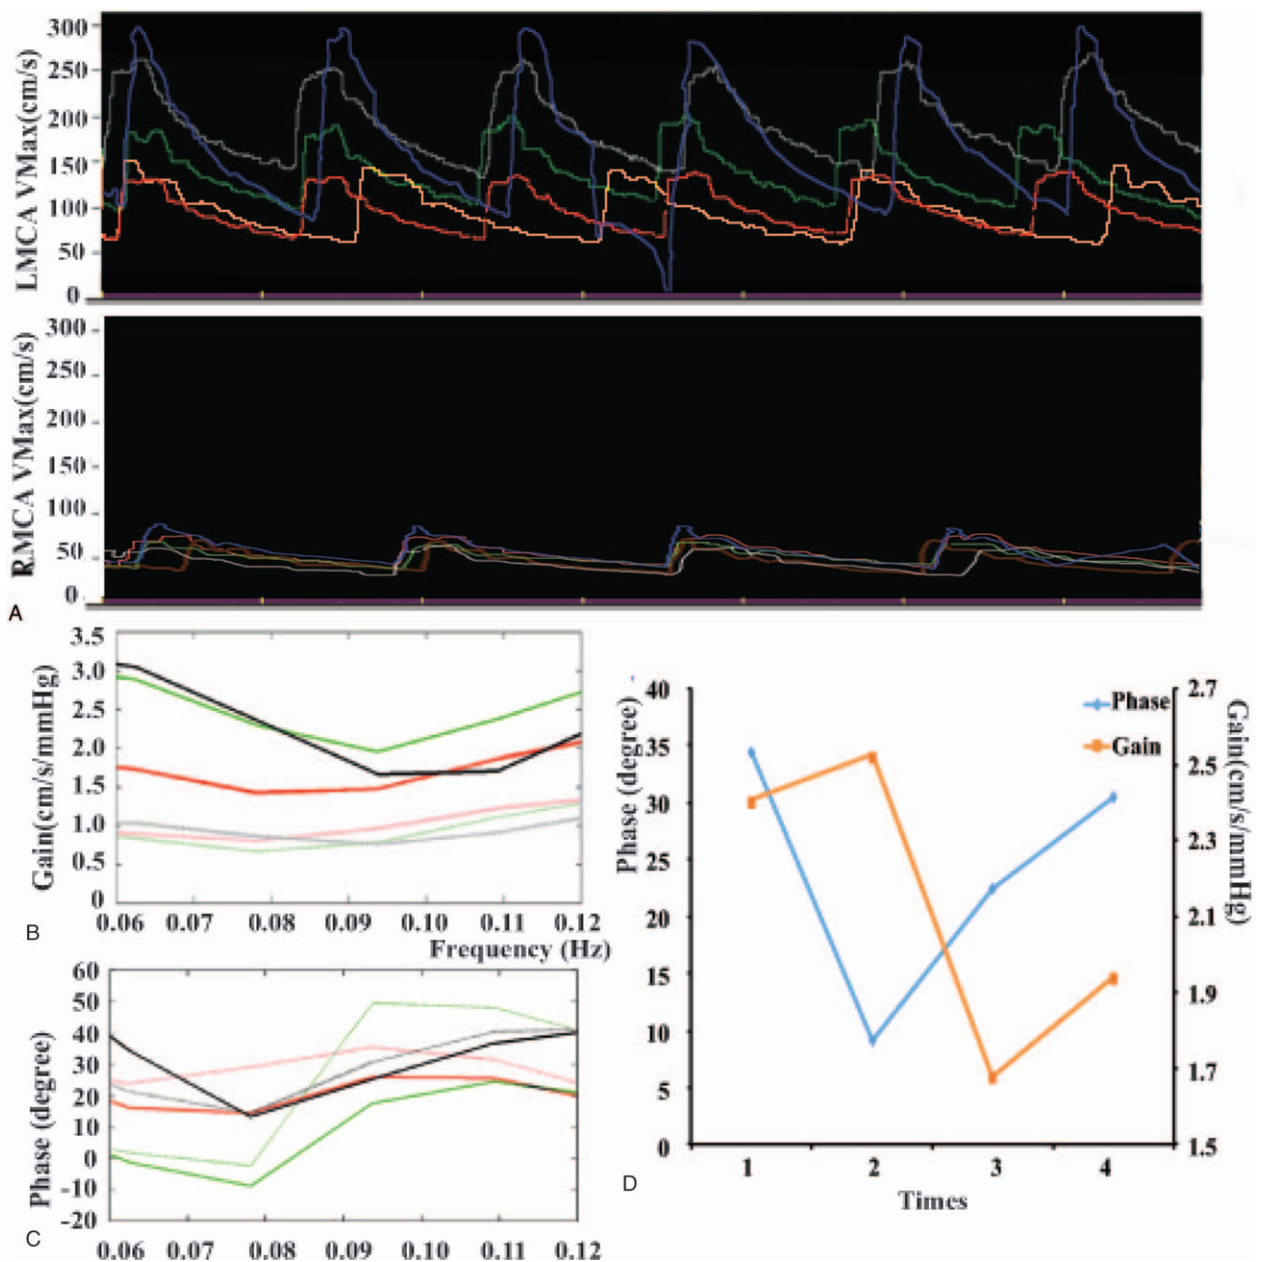 LMCA VMax(cm/s)
300
250
200
150
100
50
0
RMCA VMax(cm/s)
300
250
200
150
100
50
0
A
Gain(cm/s/mmHg)
3.5
3.0
2.5
2.0
1.5
1.0
0.5
0
0.06 0.07 0.08 0.09 0.10 0.11 0.12
Frequency (Hz)
B
Phase (degree)
60
50
40
30
20
10
0
-10
-20
0.06 0.07 0.08 0.09 0.10 0.11 0.12
C
Phase (degree)
40
35
30
25
20
15
10
5
0
Phase
Gain
2.7
2.5
2.3
2.1
1.9
1.7
1.5
Gain(cm/s/mmHg)
1 2 3 4
Times
D